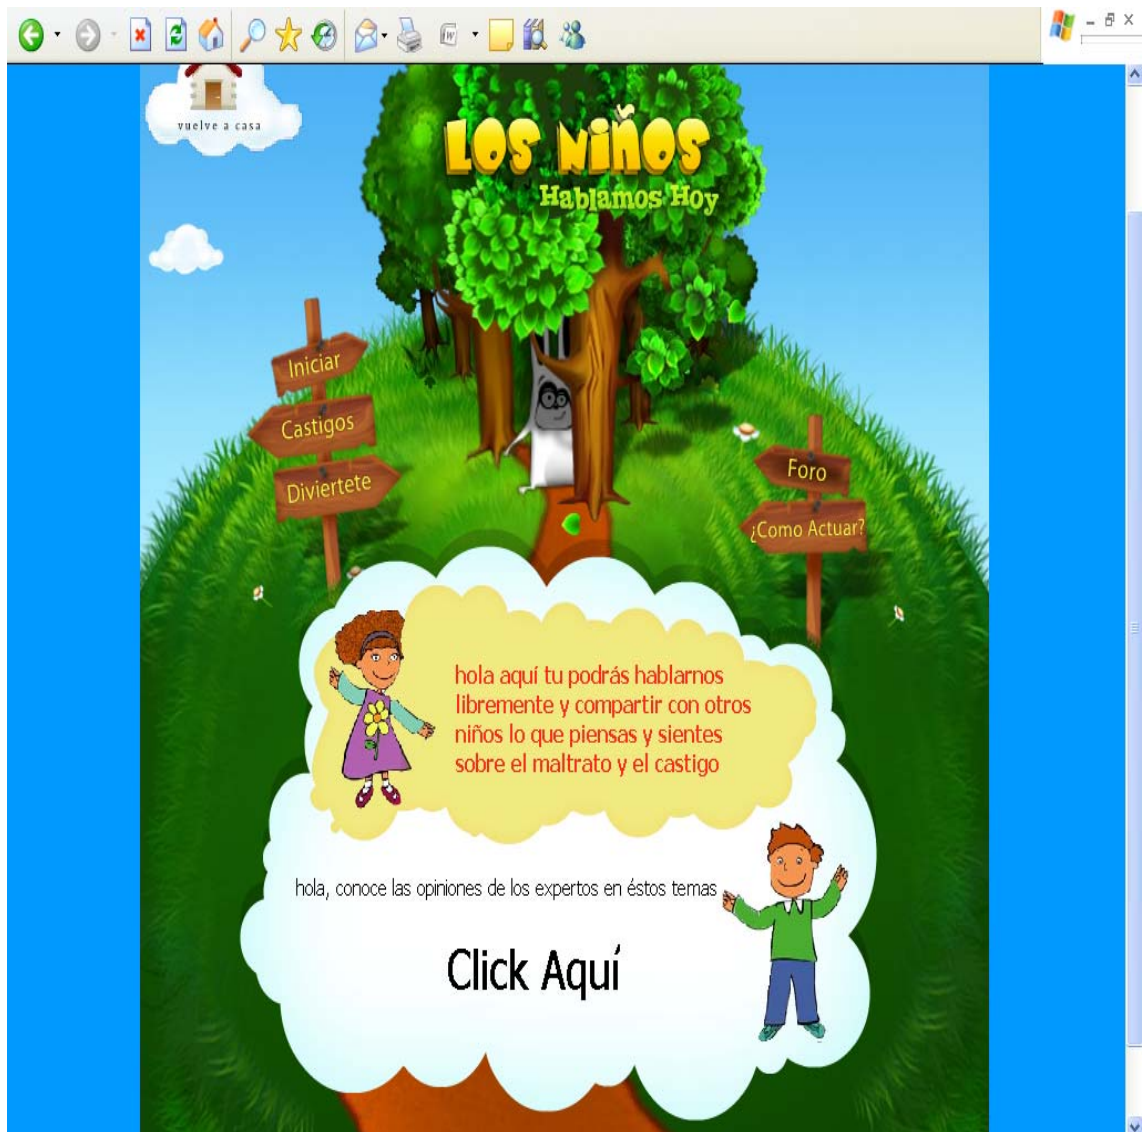 vuelve a casa
LOS NIÑOS
Hablamos Hoy
Iniciar
Castigos
Diviertete
Foro
¿Como Actuar?
hola aquí tu podrás hablarnos
libremente y compartir con otros
niños lo que piensas y sientes
sobre el maltrato y el castigo
hola, conoce las opiniones de los expertos en éstos temas
Click Aquí